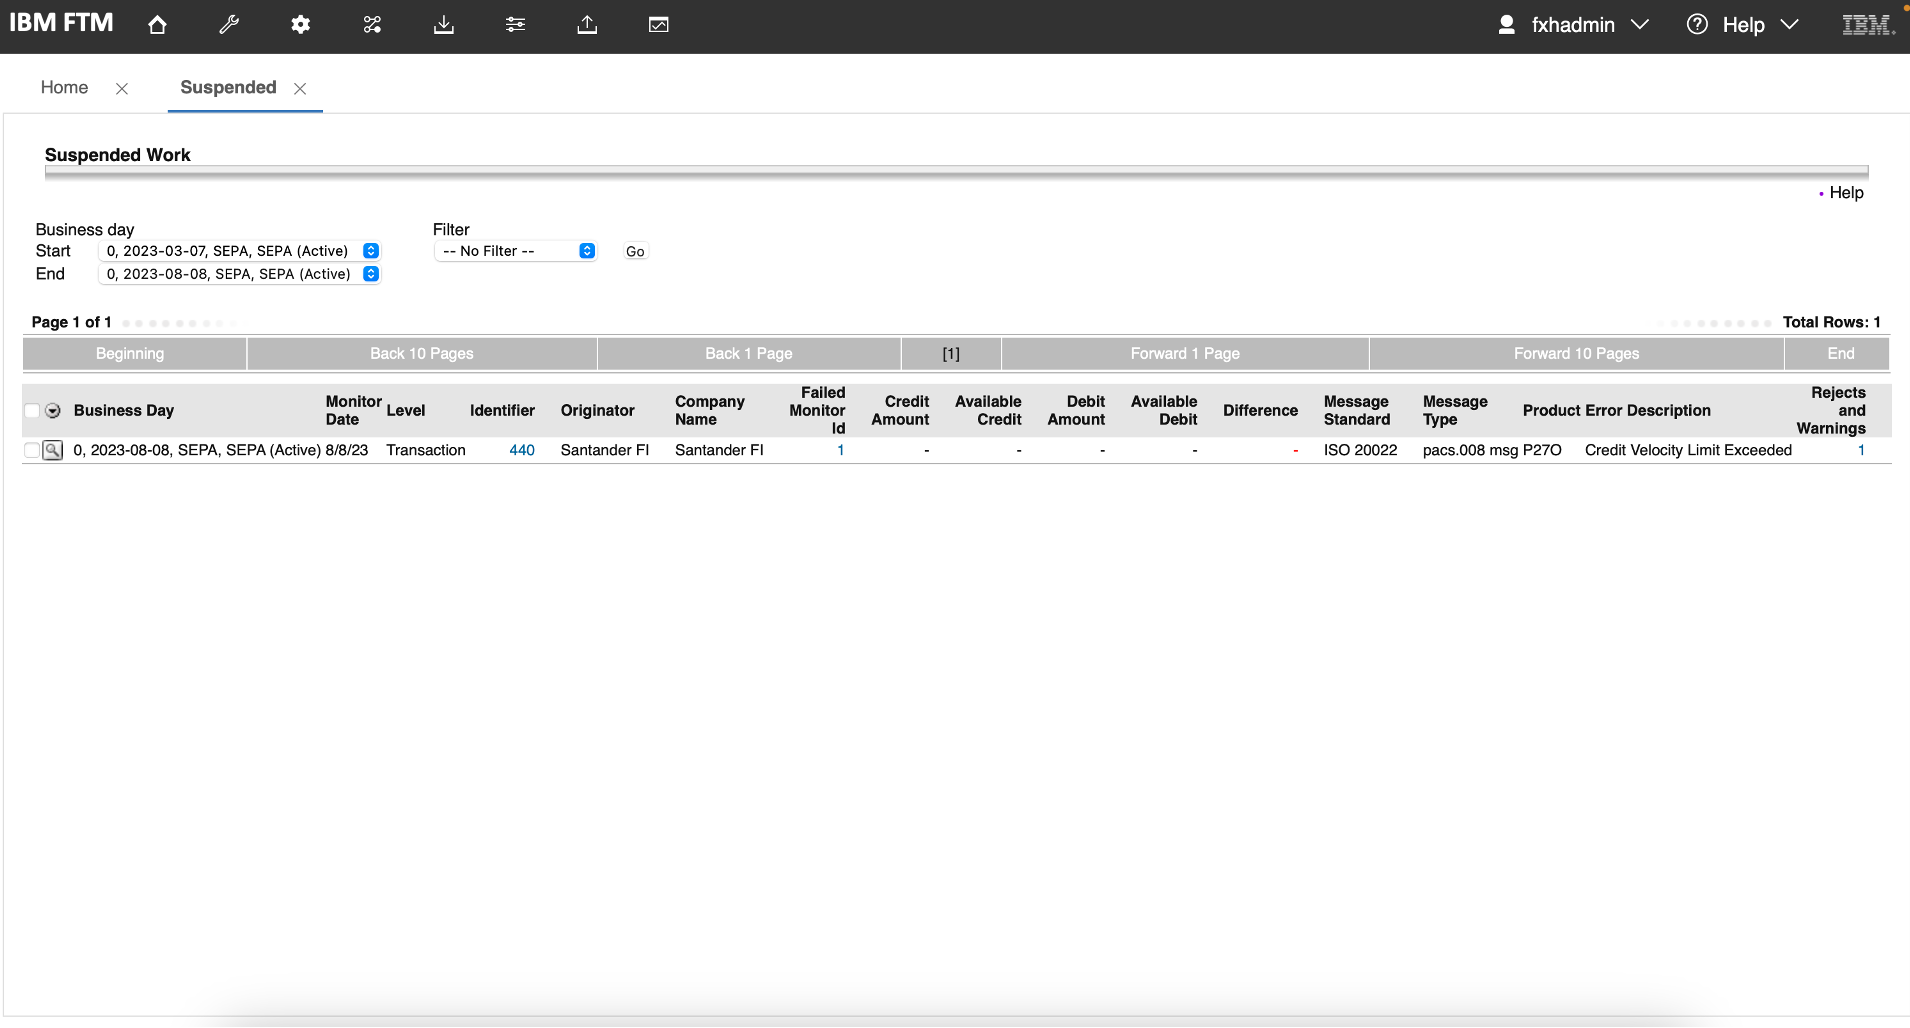 IBM FTM
fxhadmin
Help
IBM
Home
Suspended
Suspended Work
Help
Business day
Filter
Start 0, 2023-03-07, SEPA, SEPA (Active) -- No Filter -- Go
End 0, 2023-08-08, SEPA, SEPA (Active)
Page 1 of 1
Total Rows: 1
Beginning Back 10 Pages Back 1 Page [1] Forward 1 Page Forward 10 Pages End
Business Day Monitor Date Level Identifier Originator Company Name Failed Monitor Id Credit Amount Available Credit Debit Amount Available Debit Difference Message Standard Message Type Product Error Description Rejects and Warnings
0, 2023-08-08, SEPA, SEPA (Active) 8/8/23 Transaction 440 Santander FI Santander FI 1 - - - - - ISO 20022 pacs.008 msg P27O Credit Velocity Limit Exceeded 1